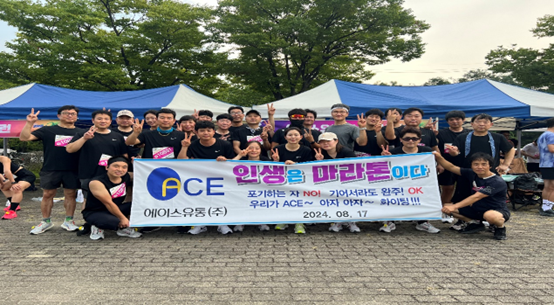 ACE
에이스유통(주)
인생은 마라톤이다
포기하는 자 NO! 기어서라도 완주! OK
우리가 ACE~ 아자 아자~ 화이팅!!!
2024. 08. 17